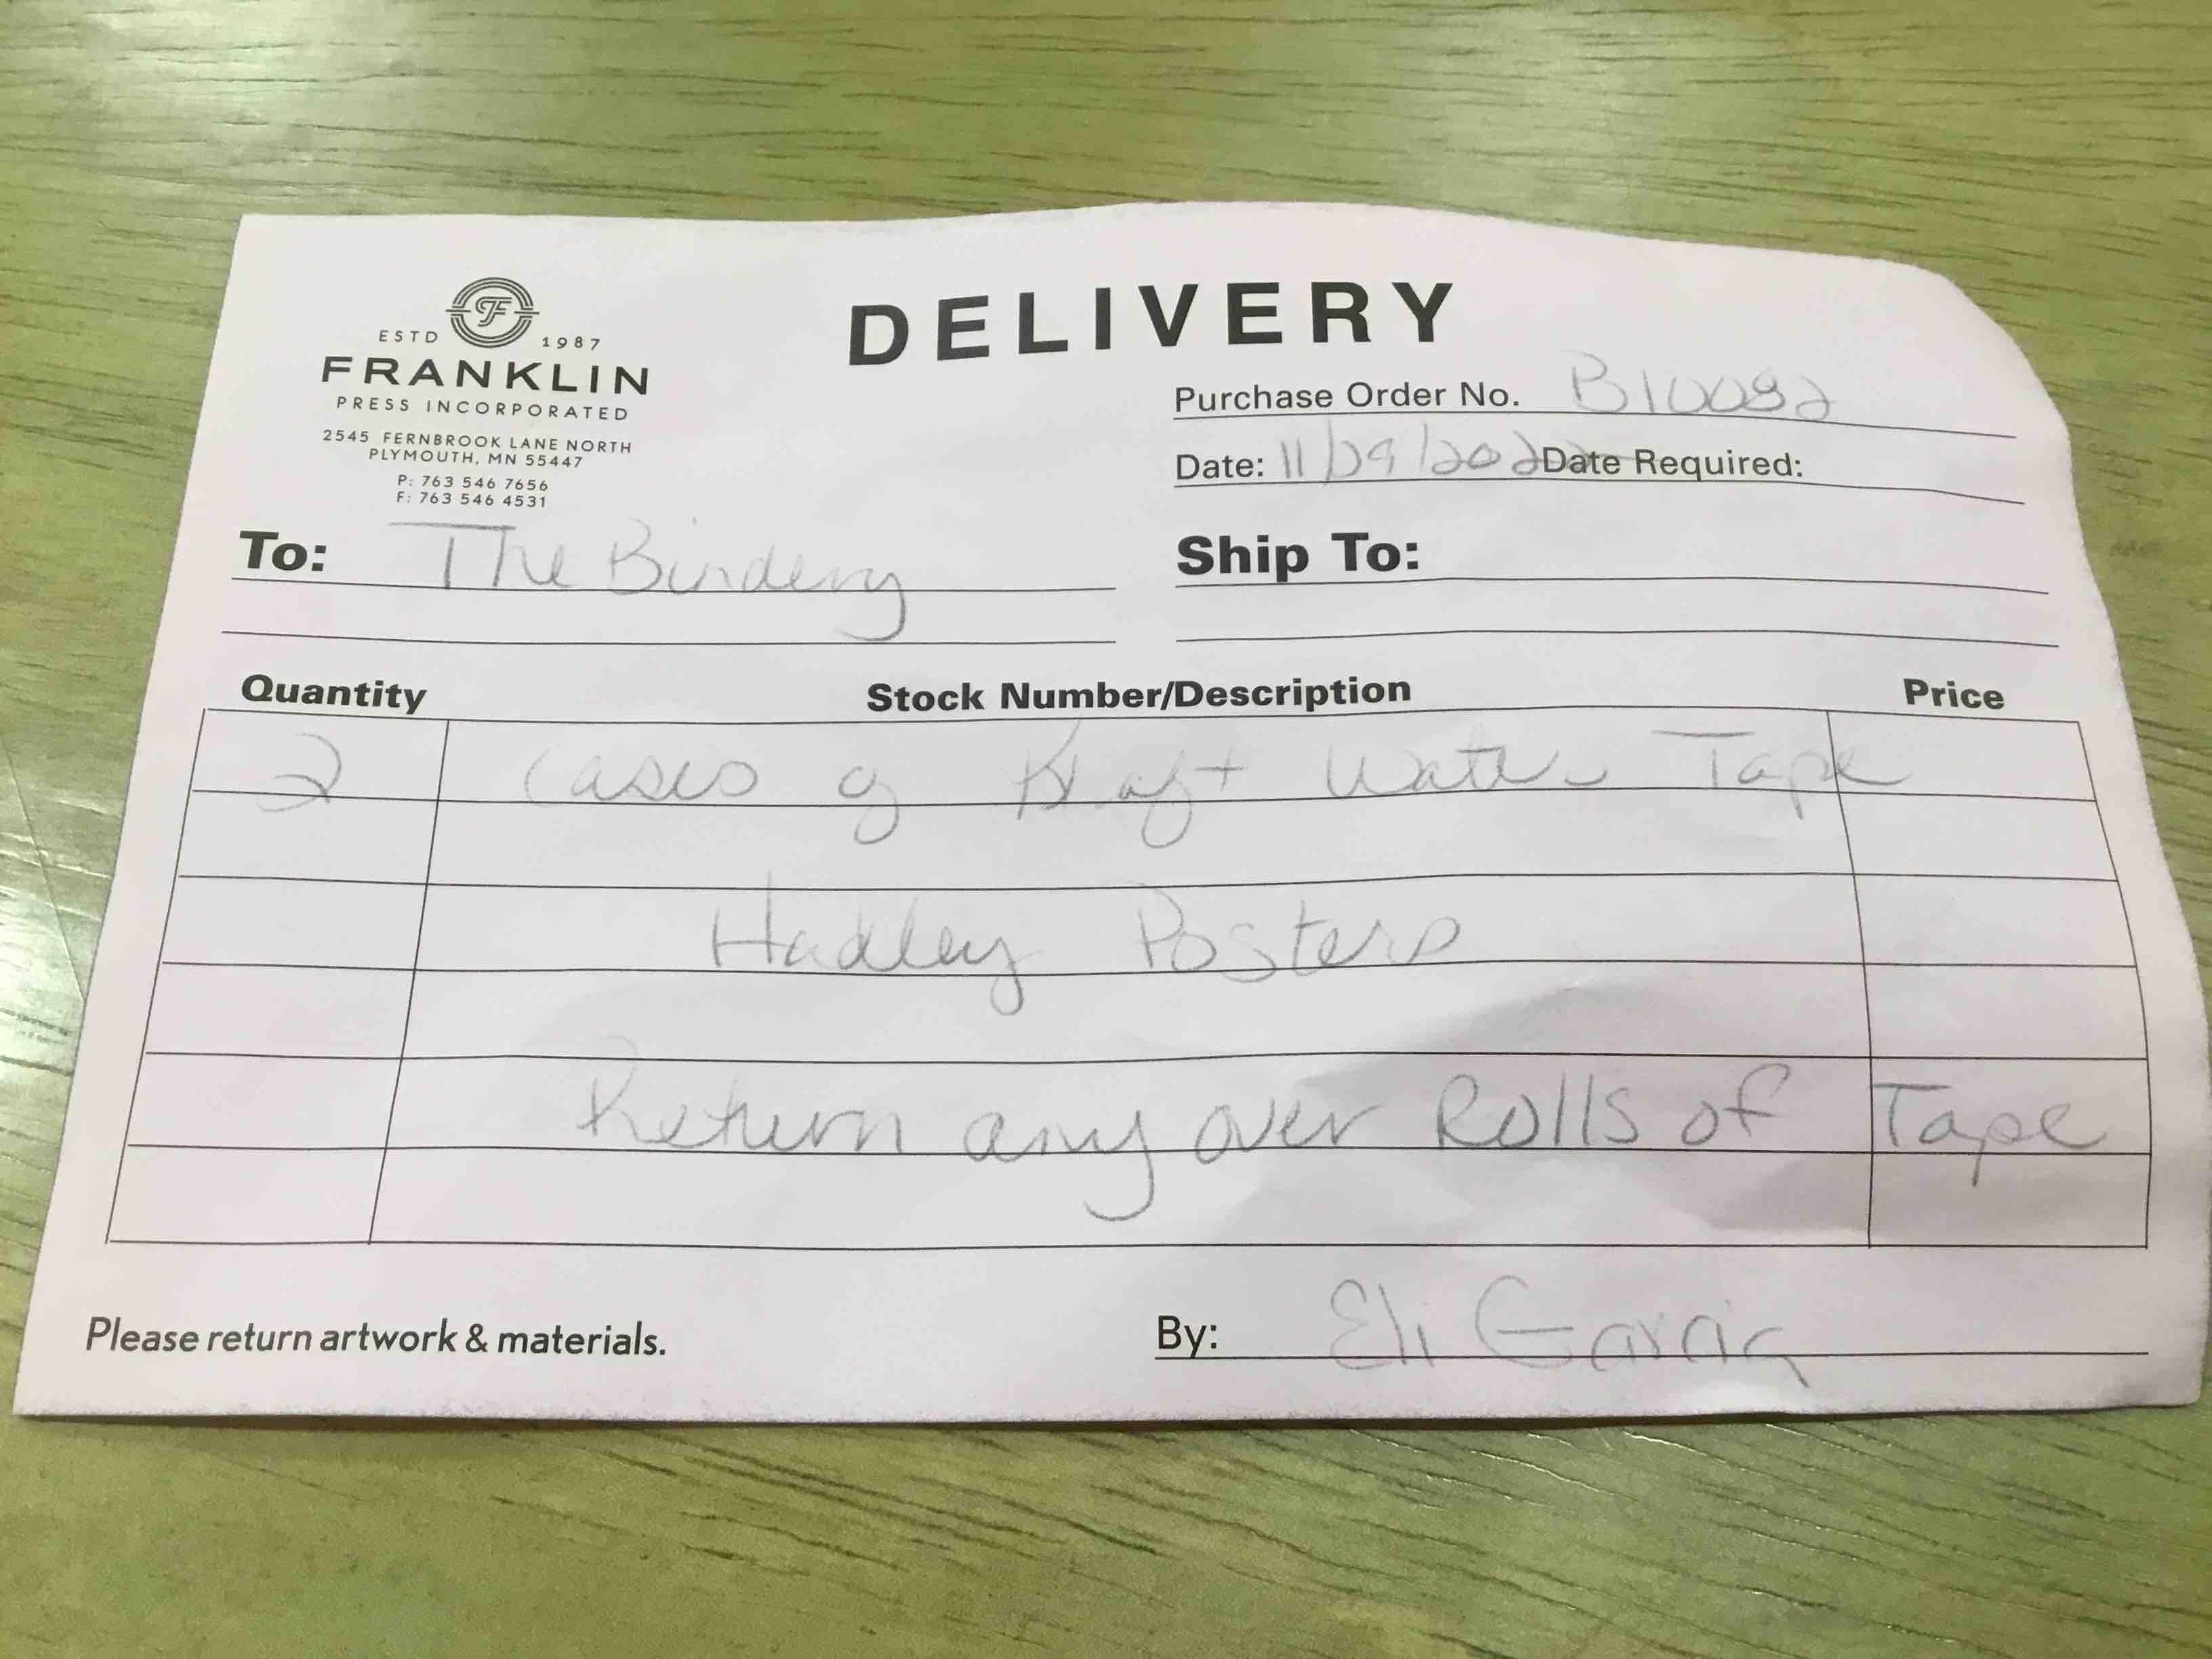 ESTD 1987
FRANKLIN
PRESS INCORPORATED
2545 FERNBROOK LANE NORTH
PLYMOUTH, MN 55447
P: 763 546 7656
F: 763 546 4531
DELIVERY
Purchase Order No. B10082
Date: 11/29/2022 Date Required:
To: The Bindery
Ship To:
Quantity Stock Number/Description Price
2 Cases of Kraft Water Tape
Hadley Posters
Return any over Rolls of Tape
Please return artwork & materials.
By: Eli Garcia